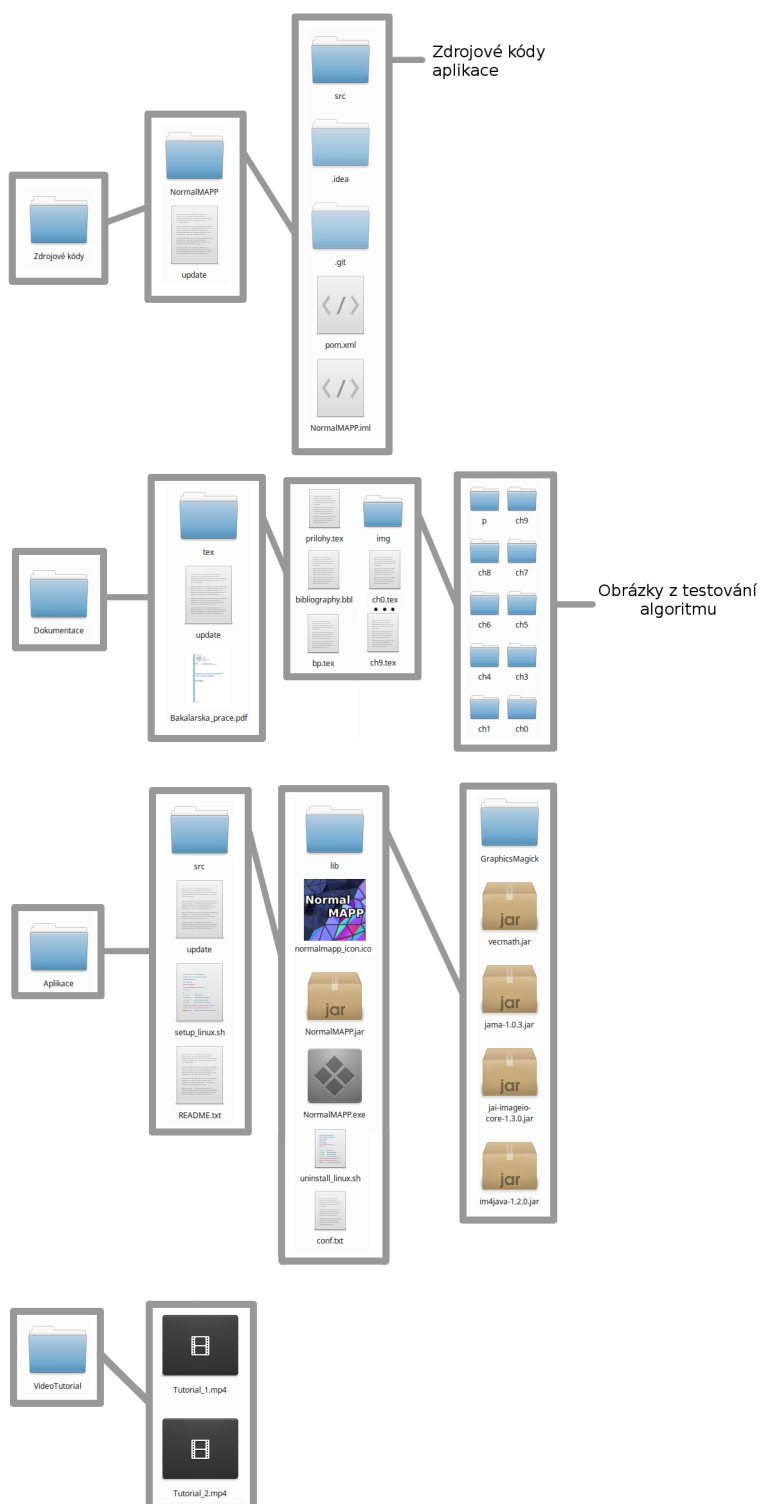 Zdrojové kódy
aplikace
src
.idea
.git
pom.xml
NormalMAPP.iml
NormalMAPP
update
Zdrojové kódy
Dokumentace
tex
update
Bakalarska_prace.pdf
prilohy.tex
img
bibliography.bbl
ch0.tex
...
bp.tex
ch9.tex
p
ch9
ch8
ch7
ch6
ch5
ch4
ch3
ch1
ch0
Obrázky z testování
algoritmu
Aplikace
src
update
setup_linux.sh
README.txt
lib
Normal
MAPP
normalmapp_icon.ico
jar
NormalMAPP.jar
NormalMAPP.exe
uninstall_linux.sh
conf.txt
GraphicsMagick
jar
vecmath.jar
jar
jama-1.0.3.jar
jar
jai-imageio-
core-1.3.0.jar
jar
im4java-1.2.0.jar
VideoTutorial
Tutorial_1.mp4
Tutorial_2.mp4